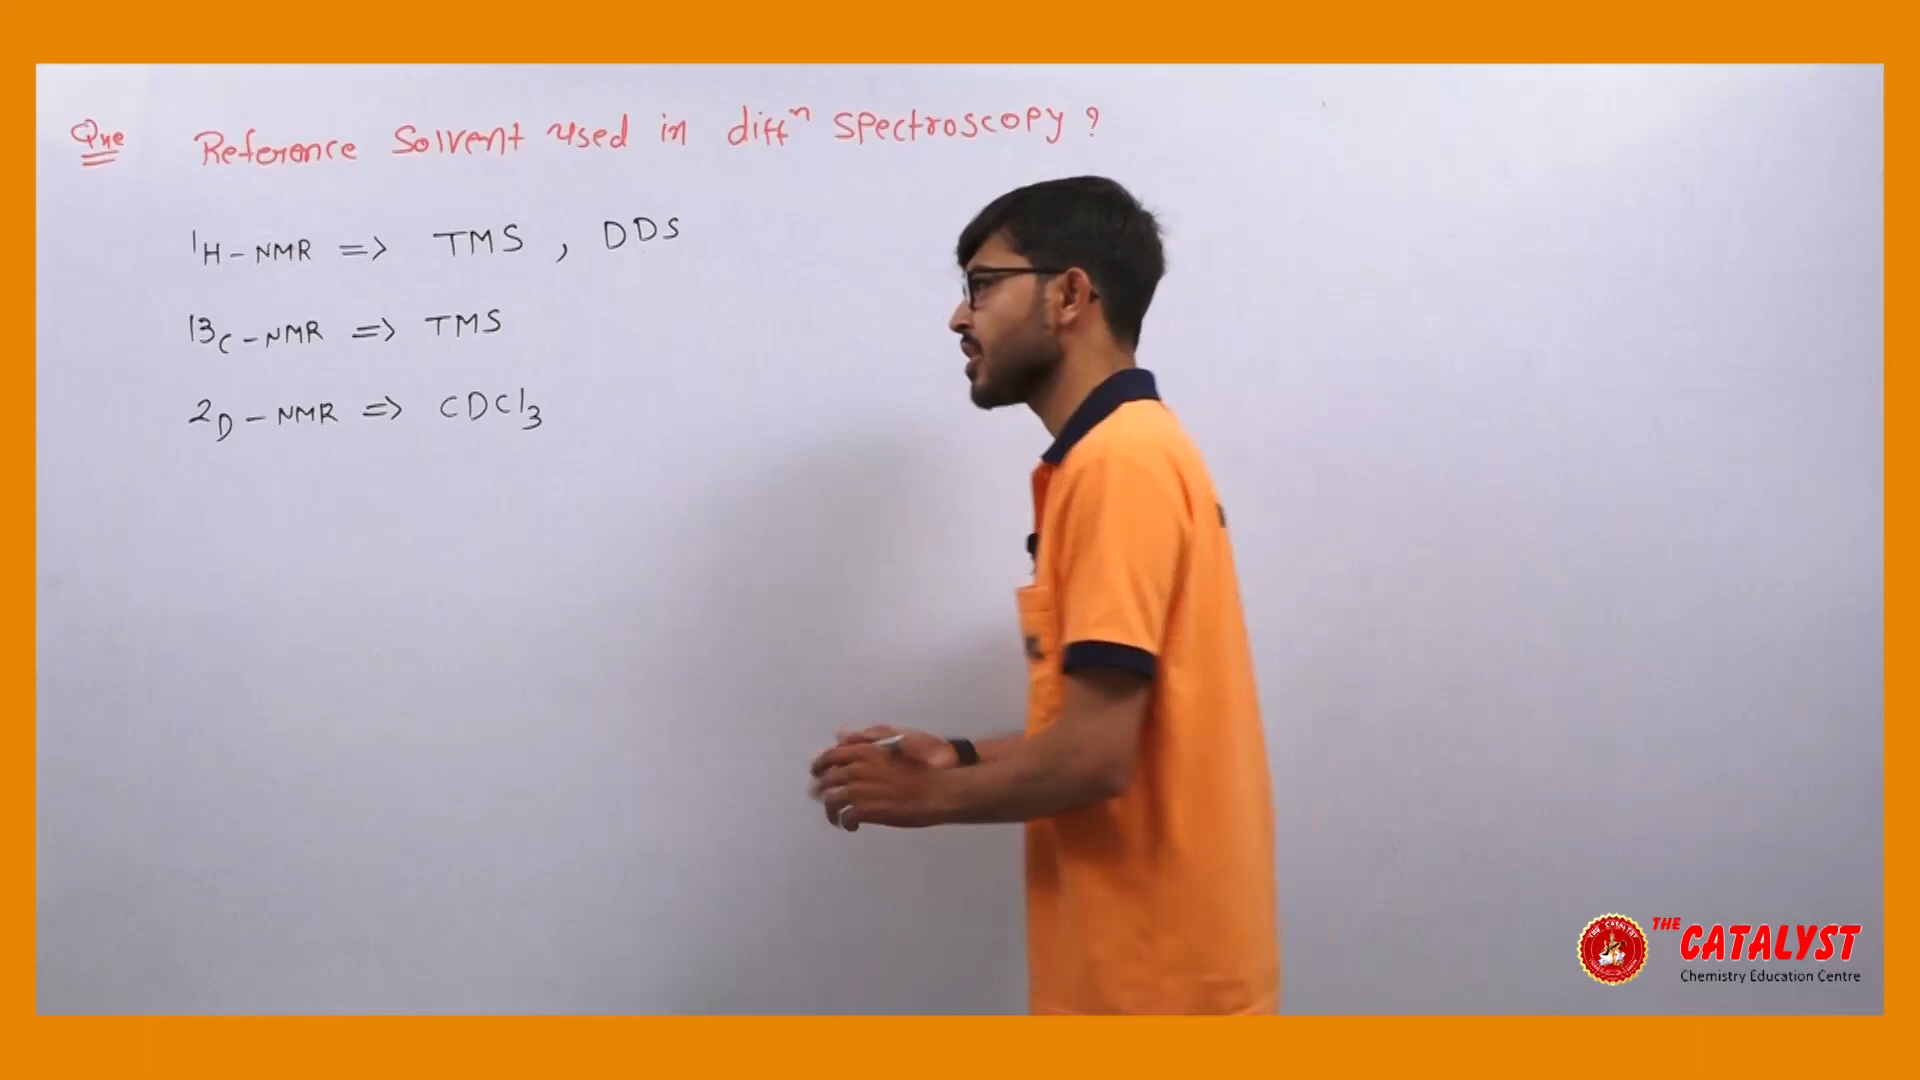 Que Reference Solvent used in diffⁿ spectroscopy?
¹H-NMR => TMS, DDS
¹³C-NMR => TMS
²D-NMR => CDCl₃
THE CATALYST
Chemistry Education Centre